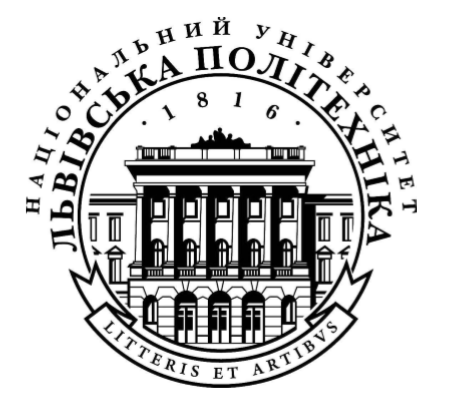 НАЦІОНАЛЬНИЙ УНІВЕРСИТЕТ
ЛЬВІВСЬКА ПОЛІТЕХНІКА
· 1816 ·
LITTERIS ET ARTIBVS